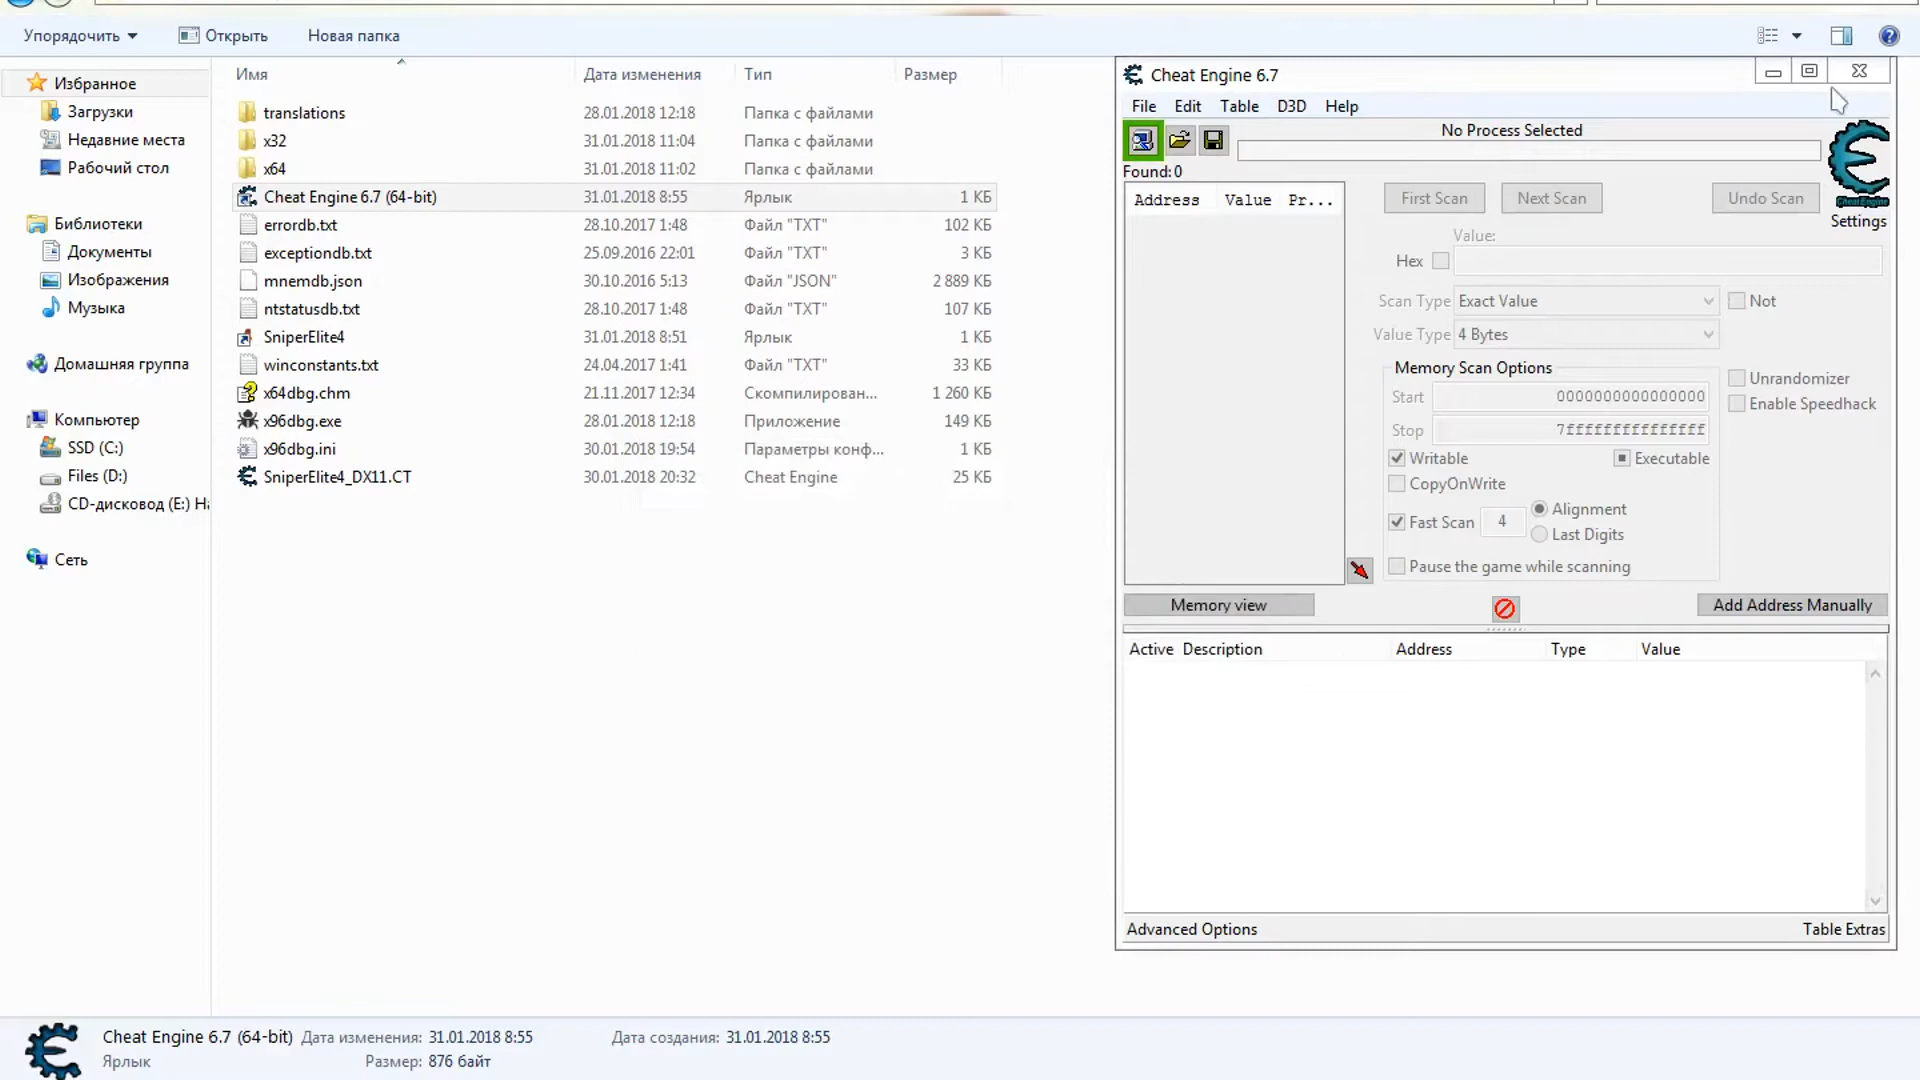 Упорядочить
Открыть
Новая папка
Избранное
Загрузки
Недавние места
Рабочий стол
Библиотеки
Документы
Изображения
Музыка
Домашняя группа
Компьютер
SSD (C:)
Files (D:)
CD-дисковод (E:) Н
Сеть
Имя Дата изменения Тип Размер
translations 28.01.2018 12:18 Папка с файлами
x32 31.01.2018 11:04 Папка с файлами
x64 31.01.2018 11:02 Папка с файлами
Cheat Engine 6.7 (64-bit) 31.01.2018 8:55 Ярлык 1 КБ
errordb.txt 28.10.2017 1:48 Файл "TXT" 102 КБ
exceptiondb.txt 25.09.2016 22:01 Файл "TXT" 3 КБ
mnemdb.json 30.10.2016 5:13 Файл "JSON" 2 889 КБ
ntstatusdb.txt 28.10.2017 1:48 Файл "TXT" 107 КБ
SniperElite4 31.01.2018 8:51 Ярлык 1 КБ
winconstants.txt 24.04.2017 1:41 Файл "TXT" 33 КБ
x64dbg.chm 21.11.2017 12:34 Скомпилирован... 1 260 КБ
x96dbg.exe 28.01.2018 12:18 Приложение 149 КБ
x96dbg.ini 30.01.2018 19:54 Параметры конф... 1 КБ
SniperElite4_DX11.CT 30.01.2018 20:32 Cheat Engine 25 КБ
Cheat Engine 6.7
File Edit Table D3D Help
No Process Selected
Found:0
Address Value Pr...
First Scan Next Scan Undo Scan
Cheat Engine
Settings
Value:
Hex
Scan Type Exact Value Not
Value Type 4 Bytes
Memory Scan Options
Start 0000000000000000
Stop 7fffffffffffffff
Unrandomizer
Enable Speedhack
Writable Executable
CopyOnWrite
Fast Scan 4 Alignment
Last Digits
Pause the game while scanning
Memory view Add Address Manually
Active Description Address Type Value
Advanced Options Table Extras
Cheat Engine 6.7 (64-bit) Дата изменения: 31.01.2018 8:55 Дата создания: 31.01.2018 8:55
Ярлык Размер: 876 байт